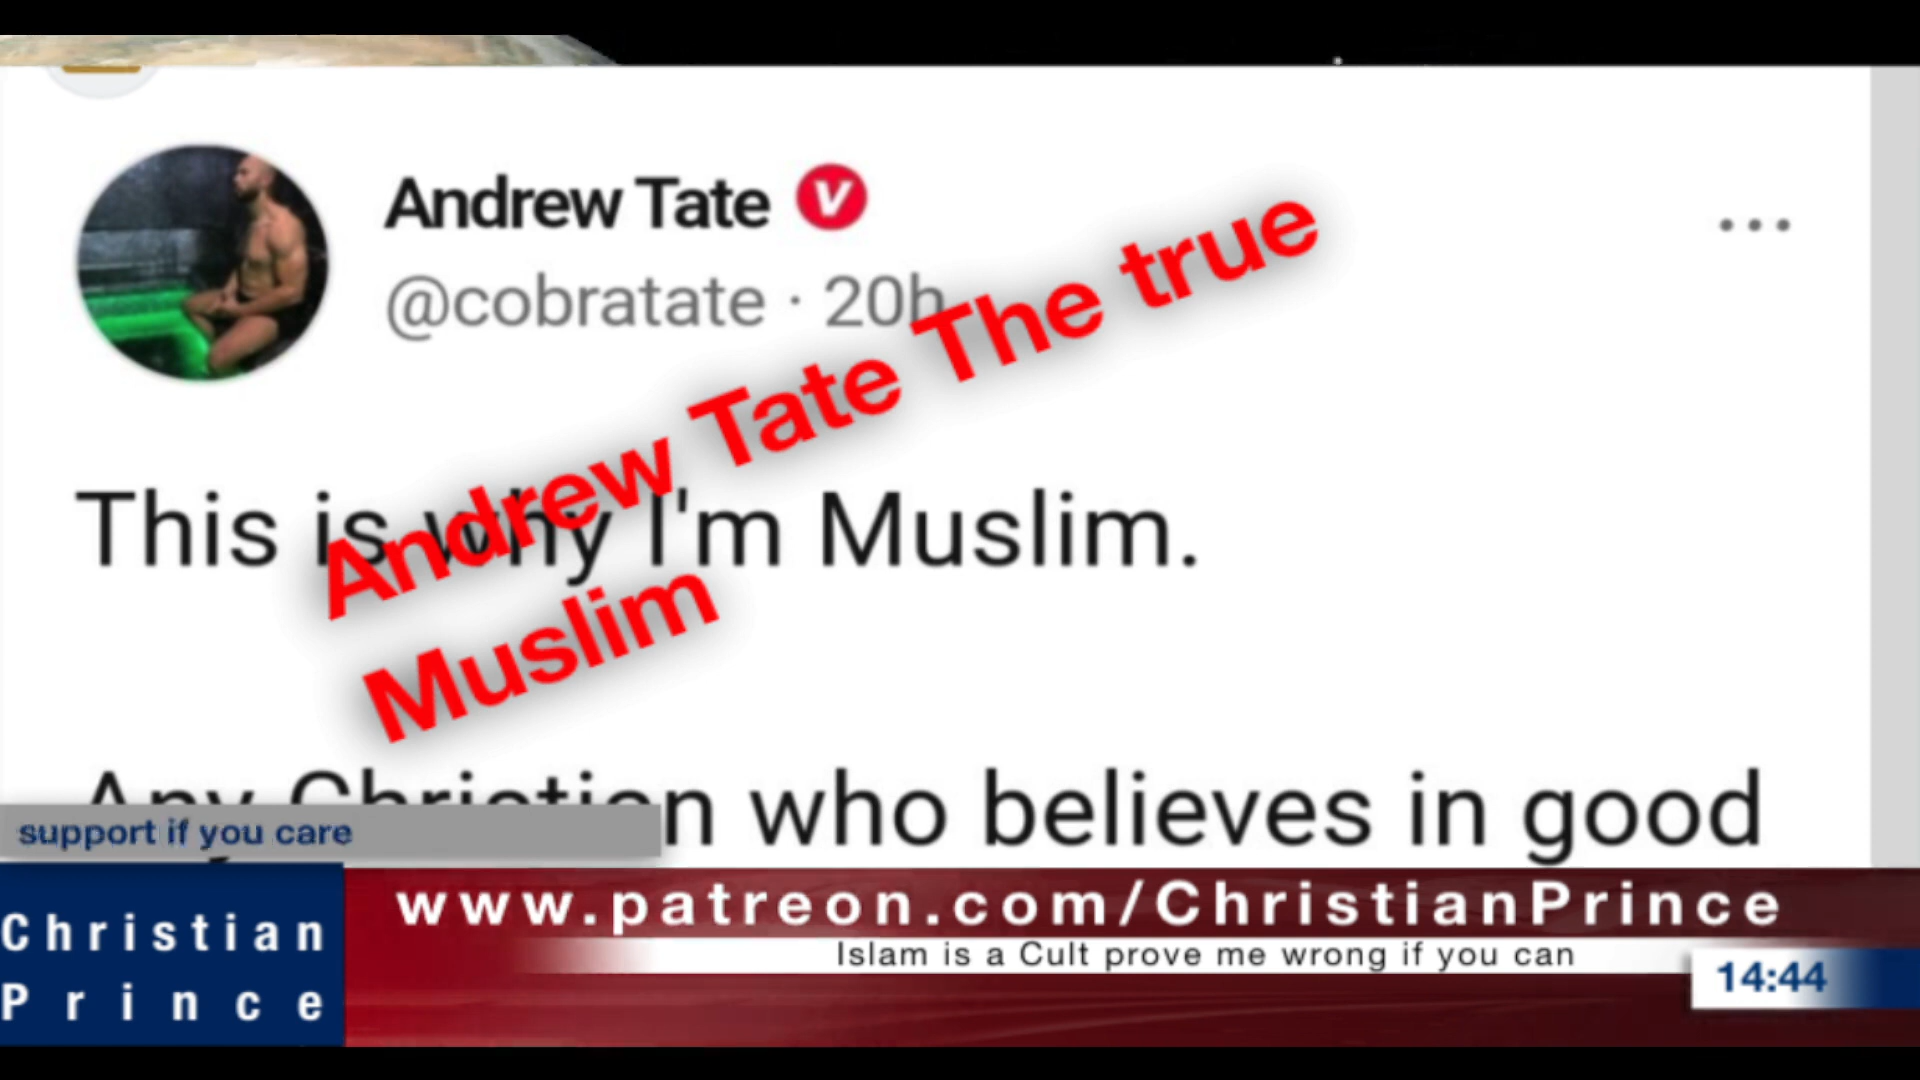 Andrew Tate V
@cobratate · 20h
...
Andrew Tate The true
Muslim
This is why I'm Muslim.
Any Christian who believes in good
support if you care
Christian
Prince
www.patreon.com/ChristianPrince
Islam is a Cult prove me wrong if you can
14:44